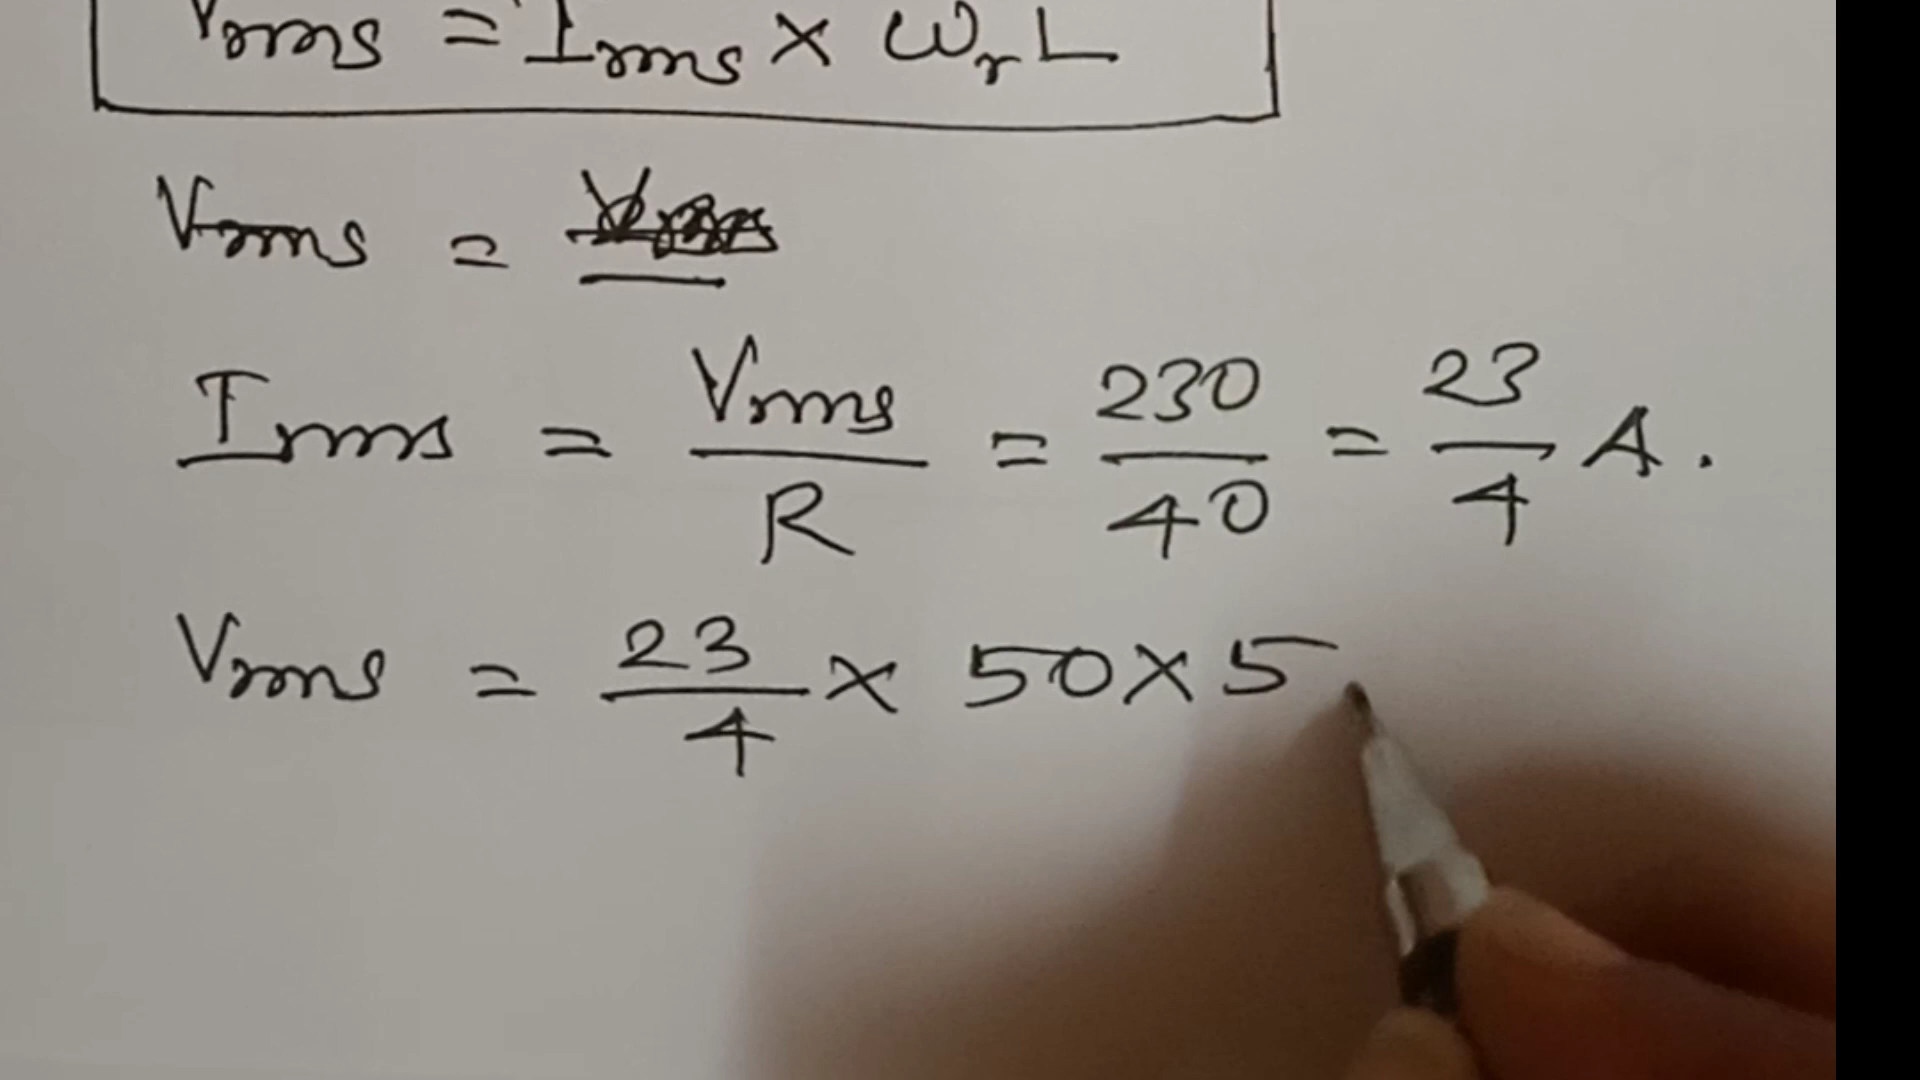 Vrms = Irms × ωrL
Vrms =
Irms = Vrms/R = 230/40 = 23/4 A.
Vrms = 23/4 × 50×5